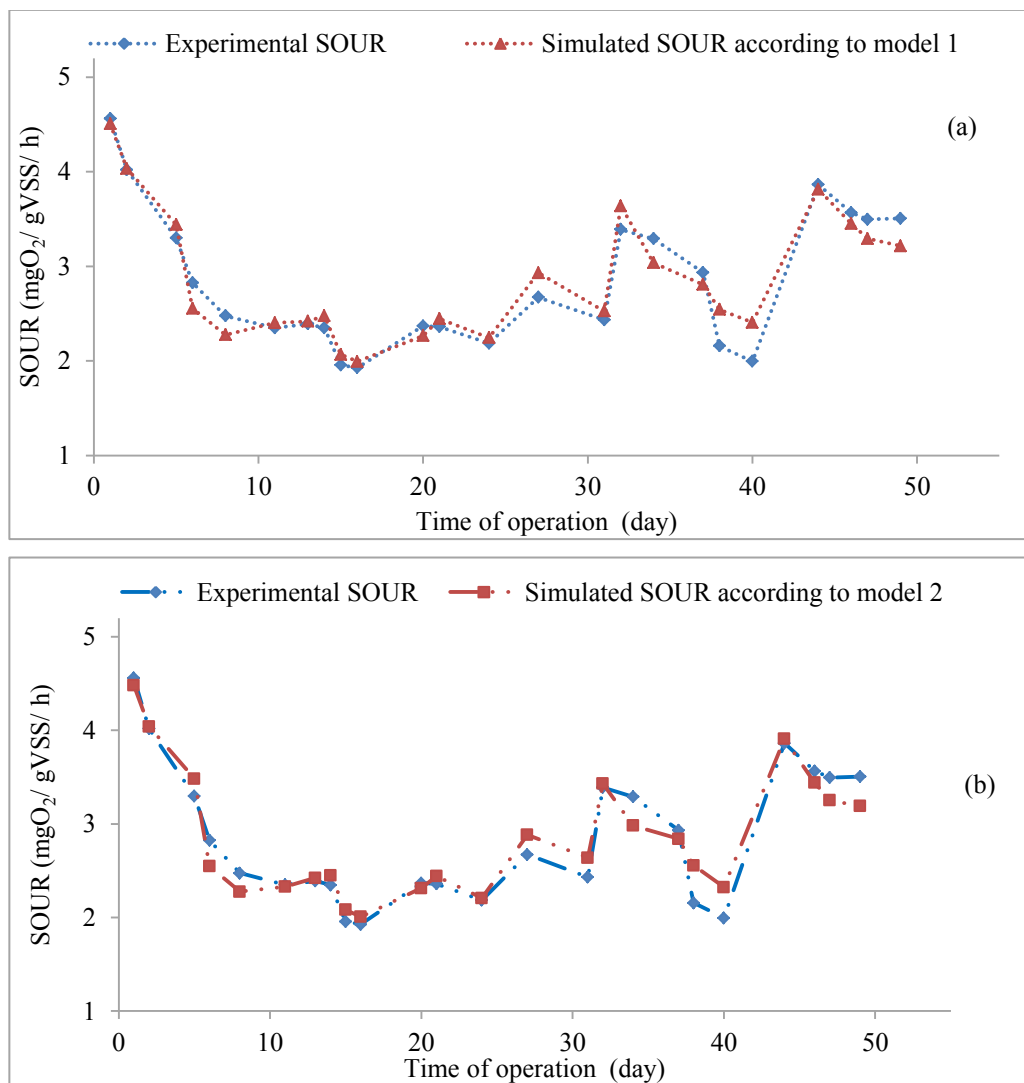 Experimental SOUR Simulated SOUR according to model 1
5
4
3
2
1
SOUR (mgO₂/ gVSS/ h)
(a)
0 10 20 30 40 50
Time of operation (day)
Experimental SOUR Simulated SOUR according to model 2
5
4
3
2
1
SOUR (mgO₂/ gVSS/ h)
(b)
0 10 20 30 40 50
Time of operation (day)